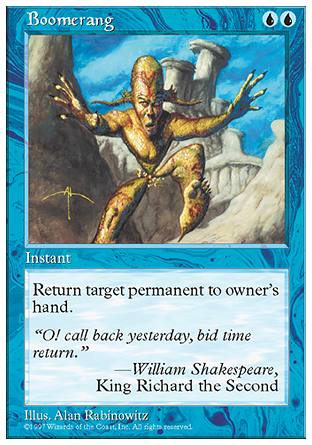 Boomerang
Instant
Return target permanent to owner's
hand.
“O! call back yesterday, bid time
return.”
—William Shakespeare,
King Richard the Second
Illus. Alan Rabinowitz
©1997 Wizards of the Coast, Inc. All rights reserved.